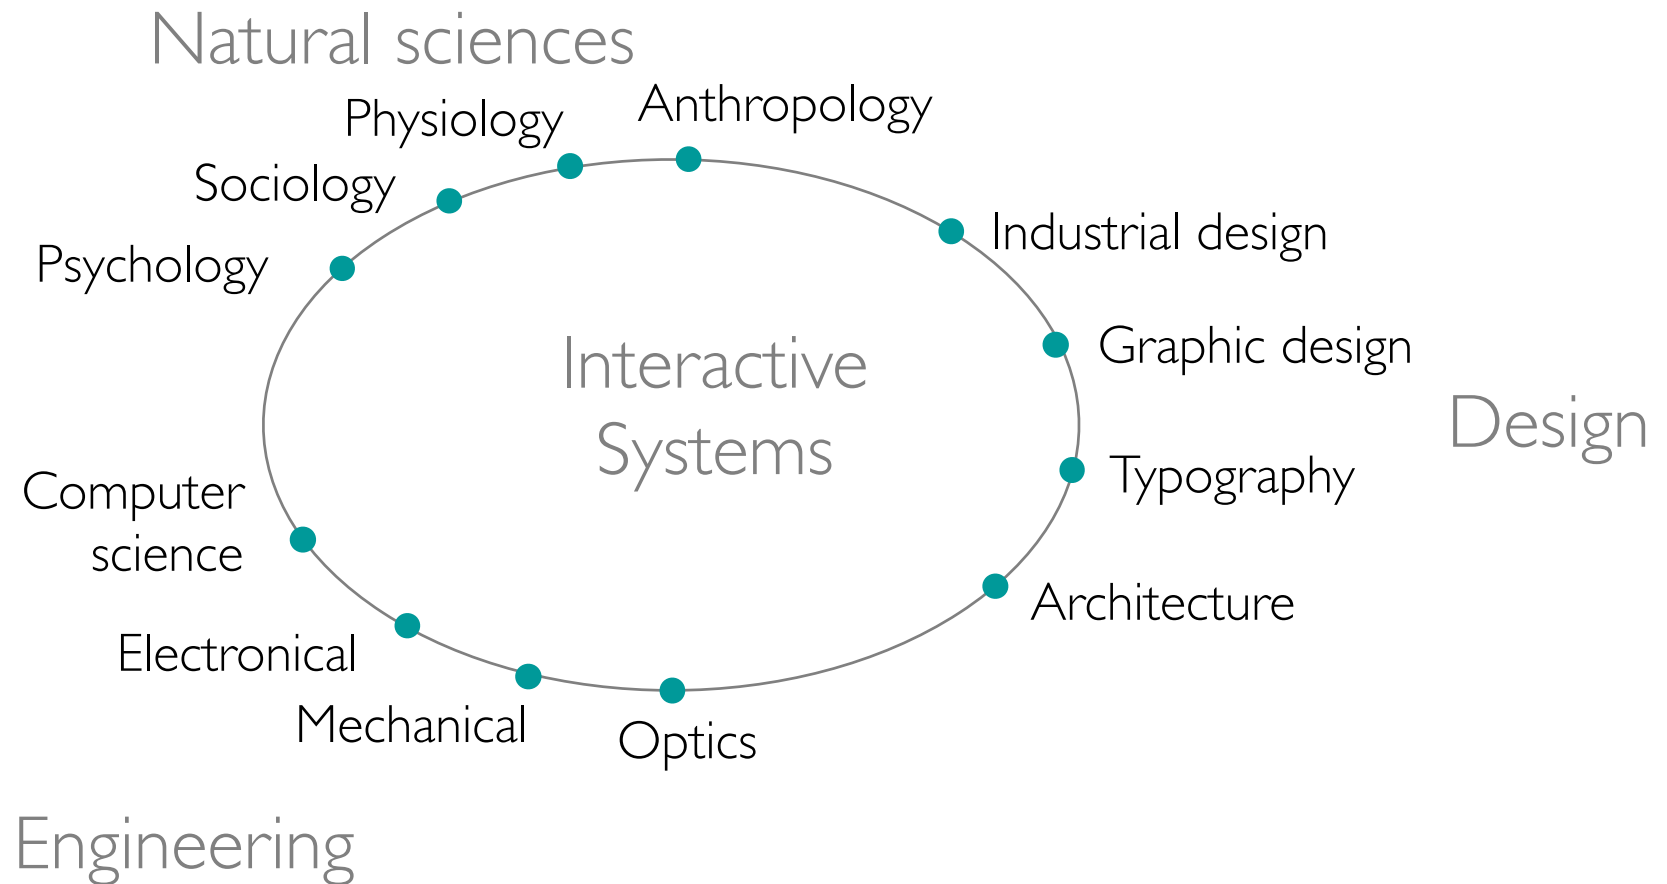 Natural sciences
Physiology
Anthropology
Sociology
Psychology
Industrial design
Graphic design
Interactive
Systems
Design
Typography
Computer
science
Architecture
Electronical
Mechanical
Optics
Engineering